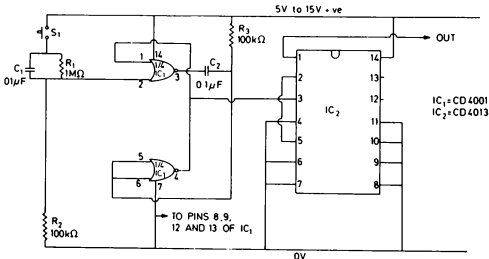 5V to 15V +ve
S₁
C₁
01µF
R₁
1MΩ
1
14
1/4
IC₁
2
3
C₂
01µF
R₃
100kΩ
OUT
1
14
2
13
3
12
IC₂
4
11
5
10
6
9
7
8
IC₁=CD4001
IC₂=CD4013
5
1/4
IC₁
6
4
7
R₂
100kΩ
TO PINS 8,9,
12 AND 13 OF IC₁
0V